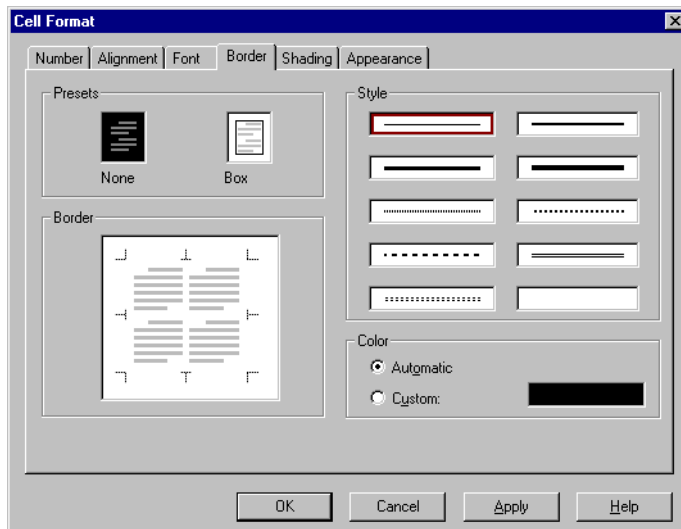 Cell Format
Number Alignment Font Border Shading Appearance
Presets
None Box
Border
Style
Color
Automatic
Custom:
OK Cancel Apply Help